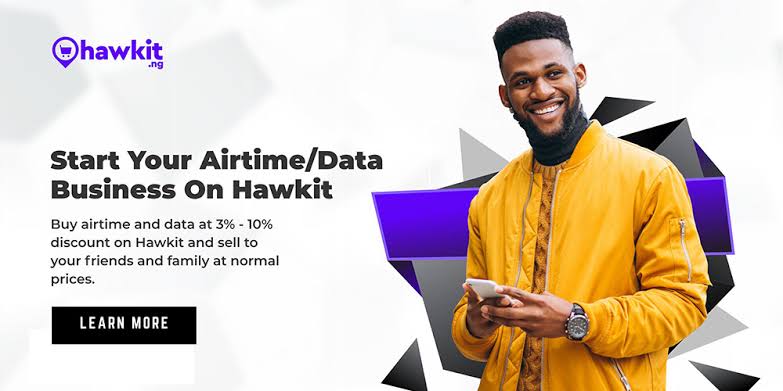 hawkit
.ng
Start Your Airtime/Data
Business On Hawkit
Buy airtime and data at 3% - 10%
discount on Hawkit and sell to
your friends and family at normal
prices.
LEARN MORE